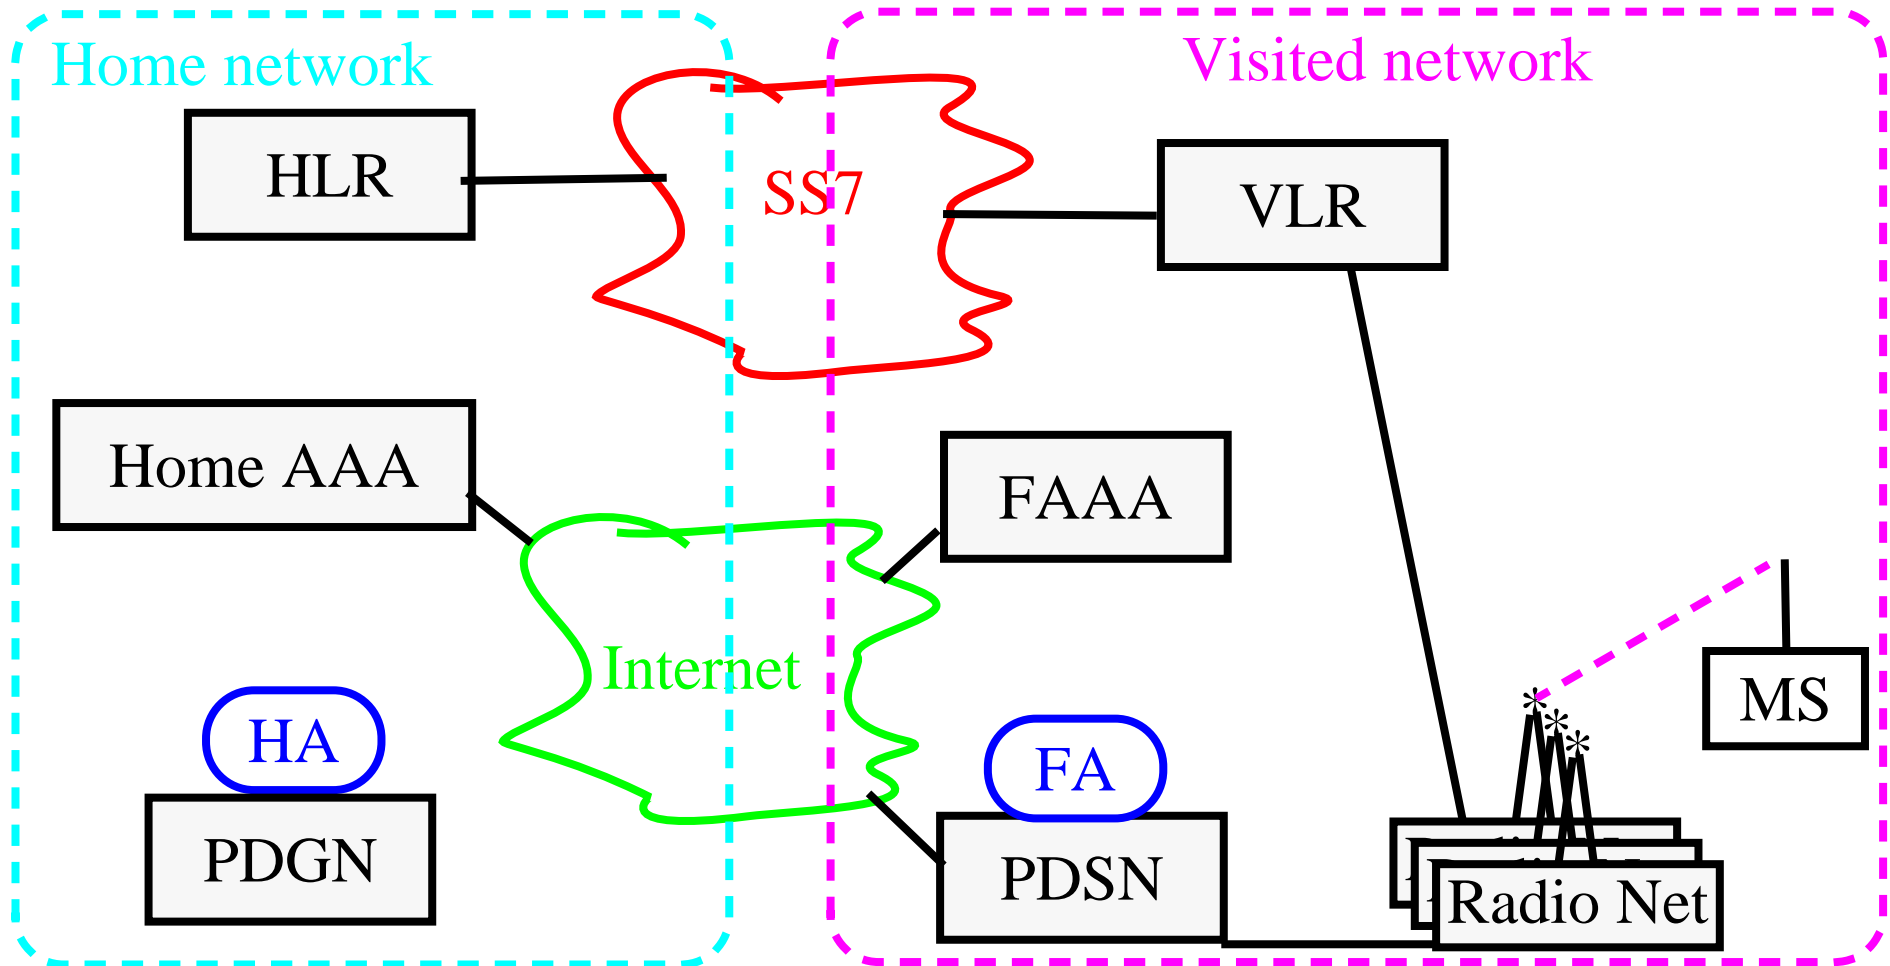 Home network
Visited network
HLR
SS7
VLR
Home AAA
FAAA
Internet
MS
HA
FA
PDGN
PDSN
Radio Net